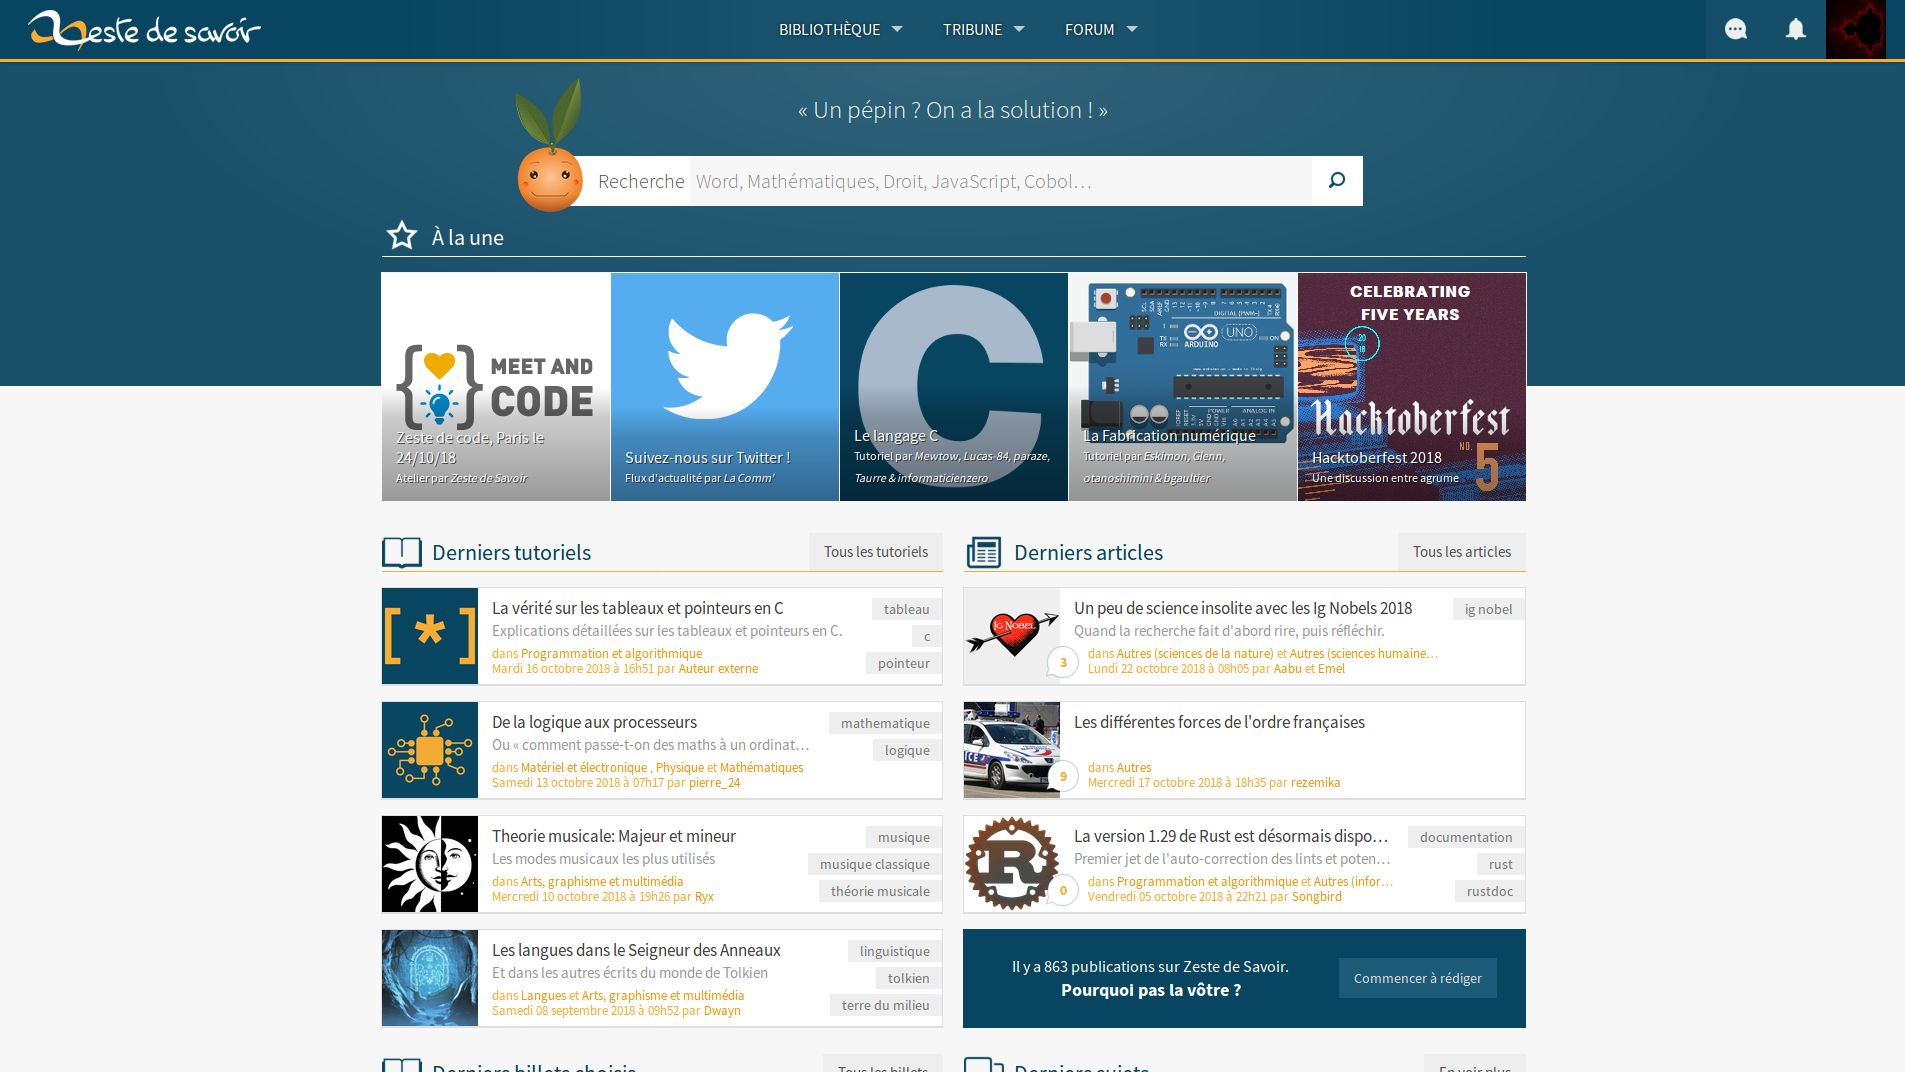 Zeste de savoir
BIBLIOTHÈQUE
TRIBUNE
FORUM
« Un pépin ? On a la solution ! »
Recherche
Word, Mathématiques, Droit, JavaScript, Cobol…
À la une
MEET AND
CODE
Zeste de code, Paris le
24/10/18
Atelier par Zeste de Savoir
Suivez-nous sur Twitter !
Flux d'actualité par La Comm'
C
Le langage C
Tutoriel par Mewtow, Lucas-84, paraze,
Taurre & informaticienzero
DIGITAL (PWM~)
UNO
ARDUINO
ON
POWER
ANALOG IN
La Fabrication numérique
Tutoriel par Eskimon, Glenn,
otanoshimini & bgaultier
CELEBRATING
FIVE YEARS
20
18
Hacktoberfest
NO.
5
Hacktoberfest 2018
Une discussion entre agrume
Derniers tutoriels
Tous les tutoriels
[*]
La vérité sur les tableaux et pointeurs en C
Explications détaillées sur les tableaux et pointeurs en C.
dans Programmation et algorithmique
Mardi 16 octobre 2018 à 16h51 par Auteur externe
tableau
c
pointeur
De la logique aux processeurs
Ou « comment passe-t-on des maths à un ordinat…
dans Matériel et électronique , Physique et Mathématiques
Samedi 13 octobre 2018 à 07h17 par pierre_24
mathematique
logique
Theorie musicale: Majeur et mineur
Les modes musicaux les plus utilisés
dans Arts, graphisme et multimédia
Mercredi 10 octobre 2018 à 19h26 par Ryx
musique
musique classique
théorie musicale
Les langues dans le Seigneur des Anneaux
Et dans les autres écrits du monde de Tolkien
dans Langues et Arts, graphisme et multimédia
Samedi 08 septembre 2018 à 09h52 par Dwayn
linguistique
tolkien
terre du milieu
Derniers articles
Tous les articles
IG NOBEL
3
Un peu de science insolite avec les Ig Nobels 2018
Quand la recherche fait d'abord rire, puis réfléchir.
dans Autres (sciences de la nature) et Autres (sciences humaine…
Lundi 22 octobre 2018 à 08h05 par Aabu et Emel
ig nobel
9
Les différentes forces de l'ordre françaises
dans Autres
Mercredi 17 octobre 2018 à 18h35 par rezemika
R
0
La version 1.29 de Rust est désormais dispo…
Premier jet de l'auto-correction des lints et poten…
dans Programmation et algorithmique et Autres (infor…
Vendredi 05 octobre 2018 à 22h21 par Songbird
documentation
rust
rustdoc
Il y a 863 publications sur Zeste de Savoir.
Pourquoi pas la vôtre ?
Commencer à rédiger
Derniers billets choisis
Tous les billets
Derniers sujets
En voir plus